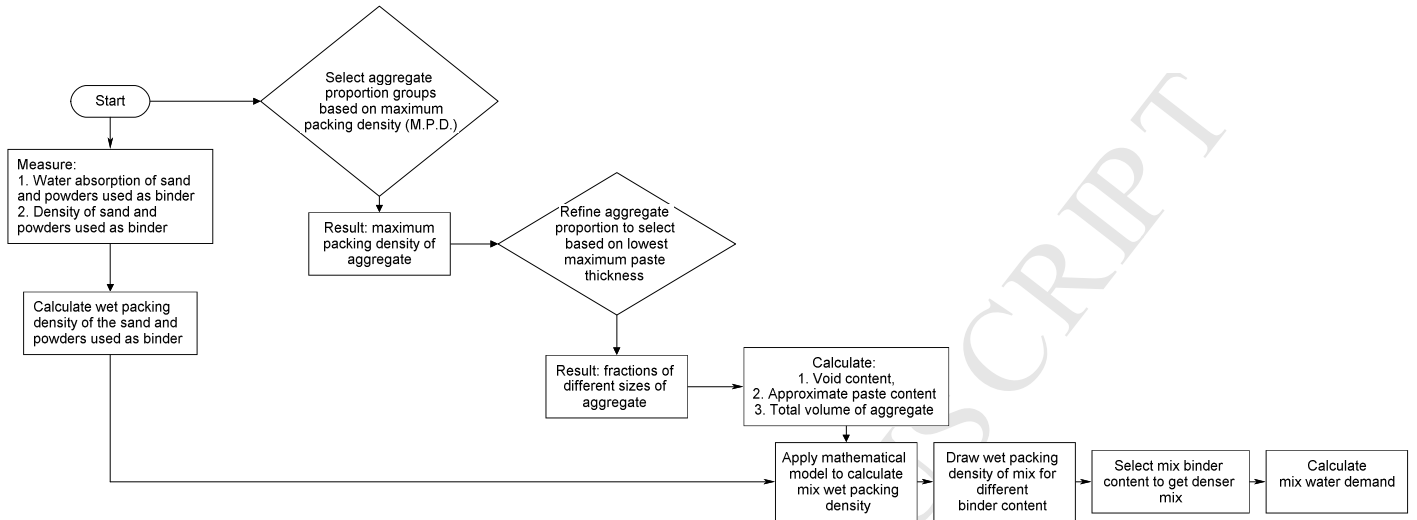 Start
Select aggregate
proportion groups
based on maximum
packing density (M.P.D.)
Measure:
1. Water absorption of sand
and powders used as binder
2. Density of sand and
powders used as binder
Result: maximum
packing density of
aggregate
Refine aggregate
proportion to select
based on lowest
maximum paste
thickness
Calculate wet packing
density of the sand and
powders used as binder
Result: fractions of
different sizes of
aggregate
Calculate:
1. Void content,
2. Approximate paste content
3. Total volume of aggregate
Apply mathematical
model to calculate
mix wet packing
density
Draw wet packing
density of mix for
different
binder content
Select mix binder
content to get denser
mix
Calculate
mix water demand
USCRIPT